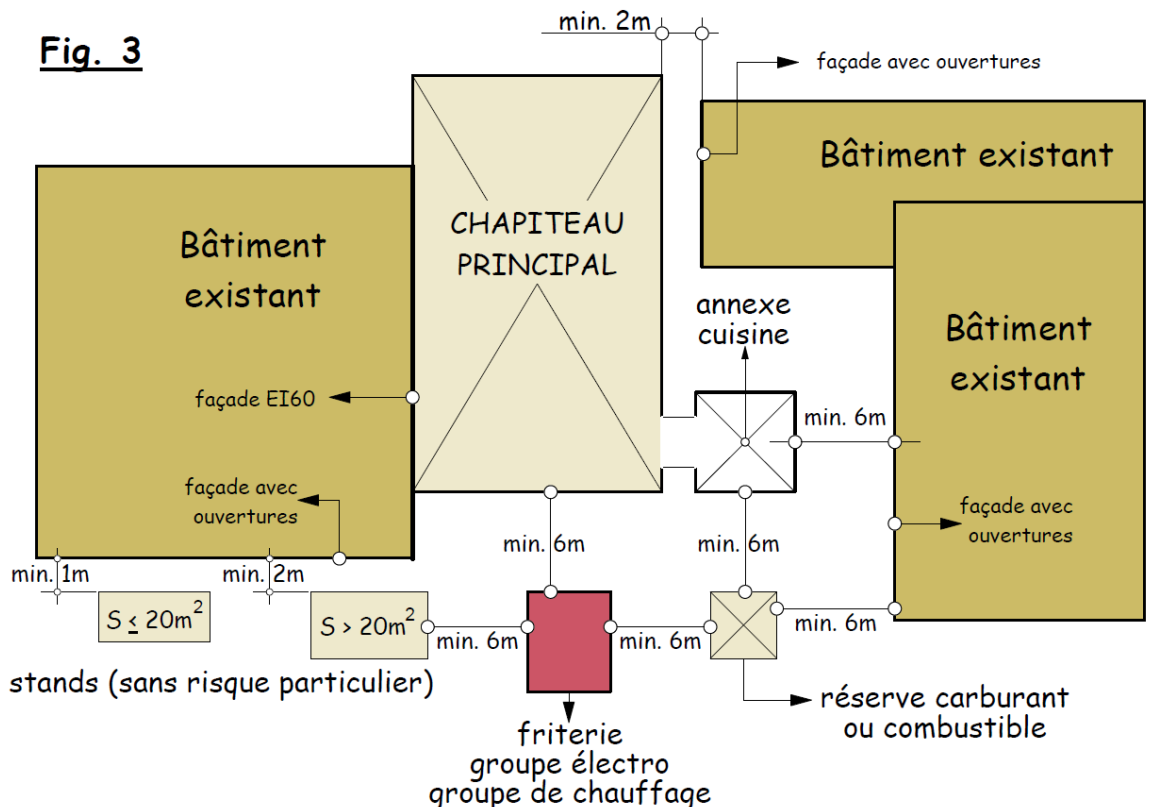 Fig. 3
min. 2m
façade avec ouvertures
Bâtiment existant
Bâtiment
existant
CHAPITEAU
PRINCIPAL
annexe
cuisine
Bâtiment
existant
façade EI60
min. 6m
façade avec
ouvertures
façade avec
ouvertures
min. 1m
min. 2m
min. 6m
min. 6m
S ≤ 20m²
S > 20m²
min. 6m
min. 6m
min. 6m
stands (sans risque particulier)
réserve carburant
ou combustible
friterie
groupe électro
groupe de chauffage